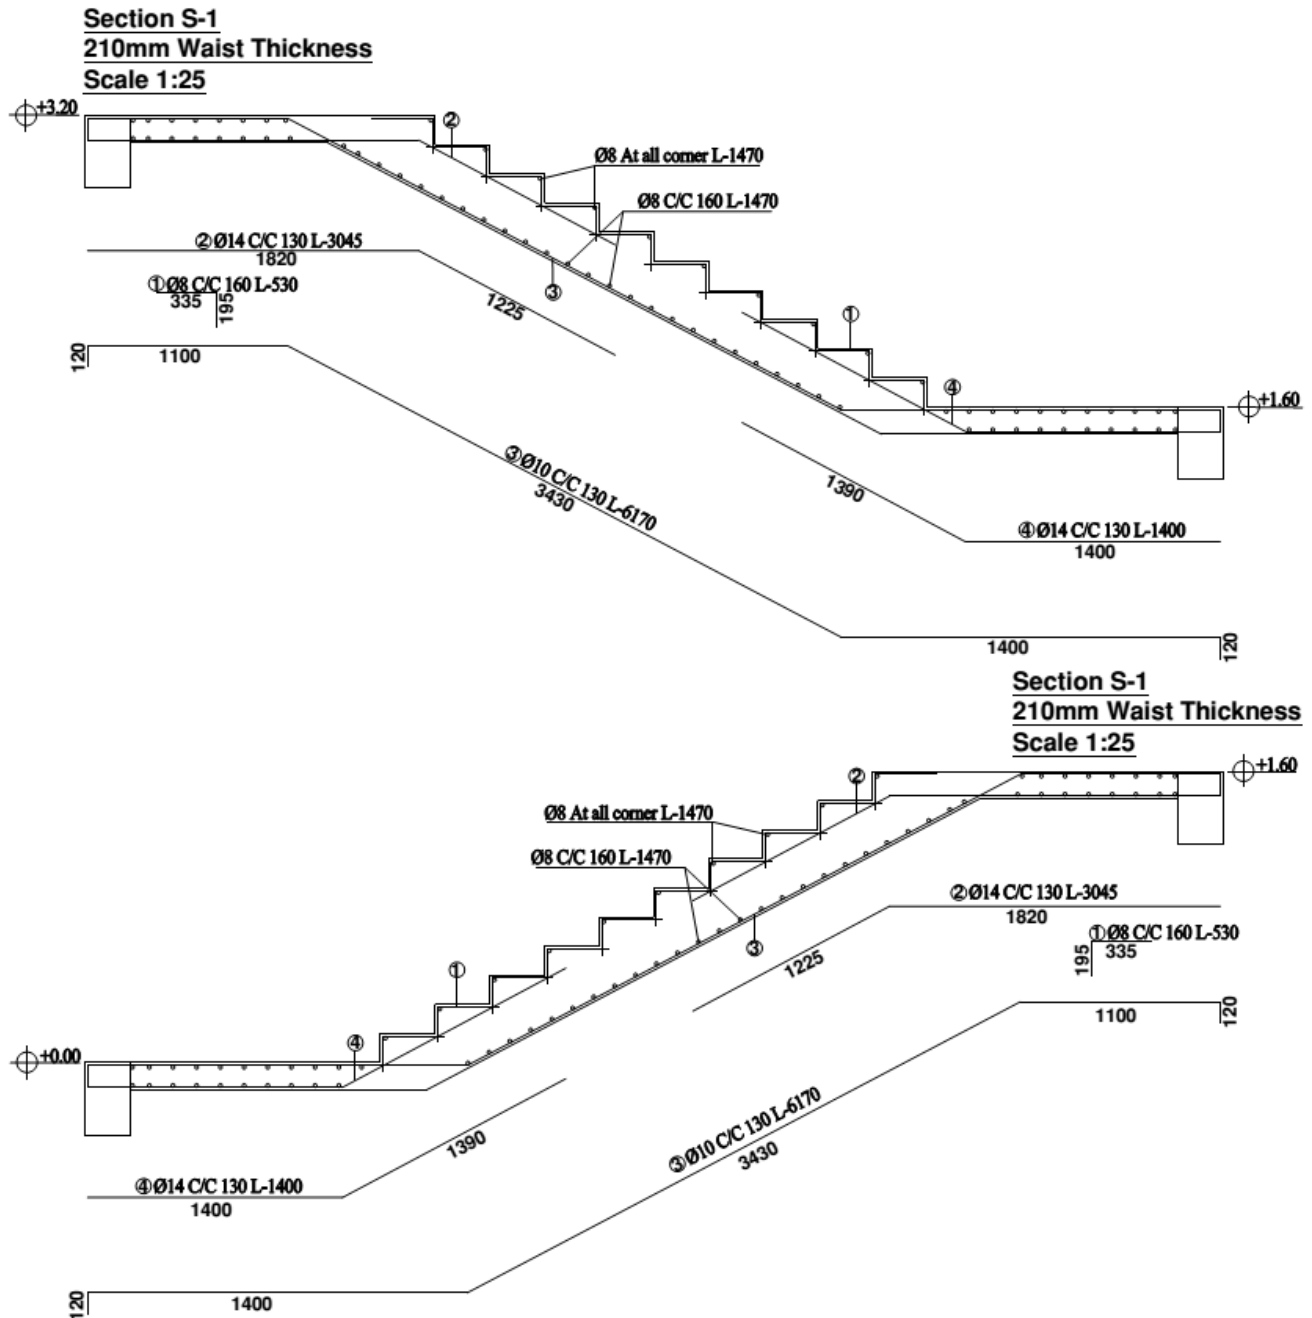 Section S-1
210mm Waist Thickness
Scale 1:25
+3.20
②
Ø8 At all corner L-1470
Ø8 C/C 160 L-1470
②Ø14 C/C 130 L-3045
1820
①Ø8 C/C 160 L-530
335
195
③
1225
①
120
1100
④
+1.60
③Ø10 C/C 130 L-6170
3430
1390
④Ø14 C/C 130 L-1400
1400
1400
120
Section S-1
210mm Waist Thickness
Scale 1:25
+1.60
②
Ø8 At all corner L-1470
Ø8 C/C 160 L-1470
②Ø14 C/C 130 L-3045
1820
①Ø8 C/C 160 L-530
335
195
③
1225
①
1100
120
④
+0.00
1390
③Ø10 C/C 130 L-6170
3430
④Ø14 C/C 130 L-1400
1400
120
1400